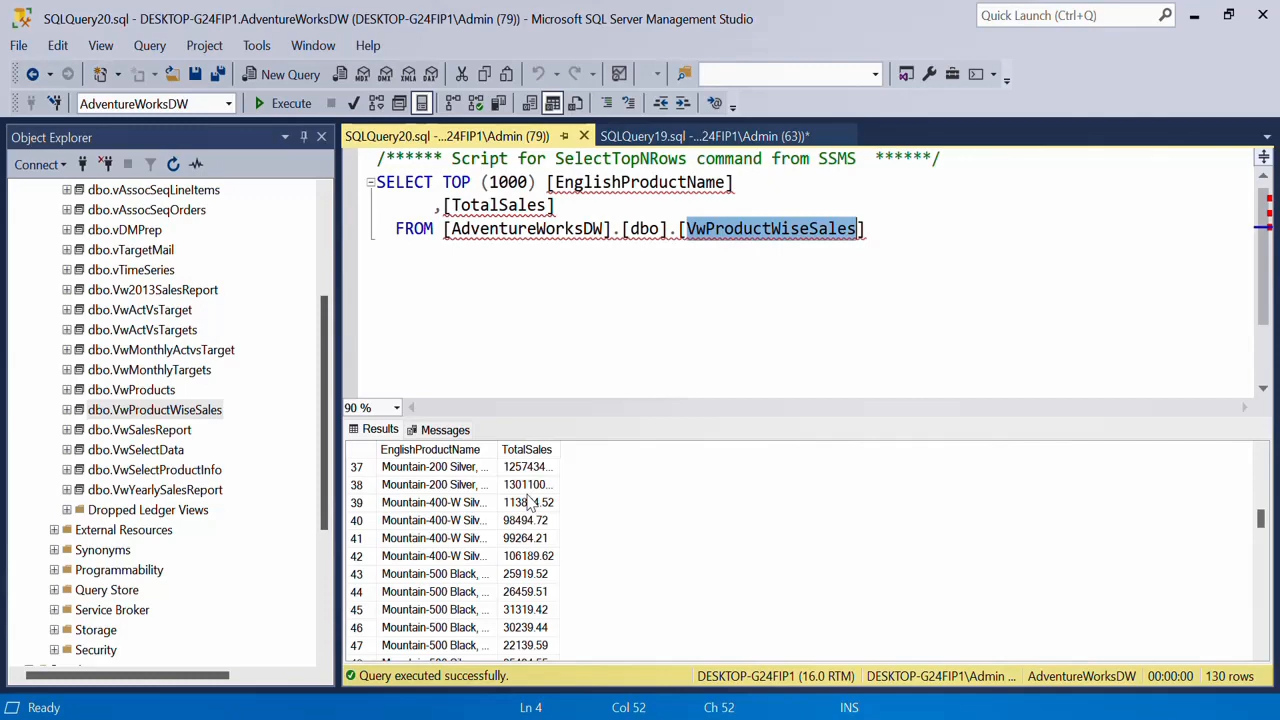 SQLQuery20.sql - DESKTOP-G24FIP1.AdventureWorksDW (DESKTOP-G24FIP1\Admin (79)) - Microsoft SQL Server Management Studio
Quick Launch (Ctrl+Q)
File Edit View Query Project Tools Window Help
New Query MDX DMX XMLA DAX
AdventureWorksDW Execute
Object Explorer
Connect
dbo.vAssocSeqLineItems
dbo.vAssocSeqOrders
dbo.vDMPrep
dbo.vTargetMail
dbo.vTimeSeries
dbo.Vw2013SalesReport
dbo.VwActVsTarget
dbo.VwActVsTargets
dbo.VwMonthlyActvsTarget
dbo.VwMonthlyTargets
dbo.VwProducts
dbo.VwProductWiseSales
dbo.VwSalesReport
dbo.VwSelectData
dbo.VwSelectProductInfo
dbo.VwYearlySalesReport
Dropped Ledger Views
External Resources
Synonyms
Programmability
Query Store
Service Broker
Storage
Security
SQLQuery20.sql -...24FIP1\Admin (79)) SQLQuery19.sql -...24FIP1\Admin (63))*
/****** Script for SelectTopNRows command from SSMS ******/
SELECT TOP (1000) [EnglishProductName]
,[TotalSales]
FROM [AdventureWorksDW].[dbo].[VwProductWiseSales]
90 %
Results Messages
EnglishProductName TotalSales
37 Mountain-200 Silver, ... 1257434...
38 Mountain-200 Silver, ... 1301100...
39 Mountain-400-W Silv...
40 Mountain-400-W Silv... 98494.72
41 Mountain-400-W Silv... 99264.21
42 Mountain-400-W Silv... 106189.62
43 Mountain-500 Black, ... 25919.52
44 Mountain-500 Black, ... 26459.51
45 Mountain-500 Black, ... 31319.42
46 Mountain-500 Black, ... 30239.44
47 Mountain-500 Black, ... 22139.59
Query executed successfully. DESKTOP-G24FIP1 (16.0 RTM) DESKTOP-G24FIP1\Admin ... AdventureWorksDW 00:00:00 130 rows
Ready Ln 4 Col 52 Ch 52 INS